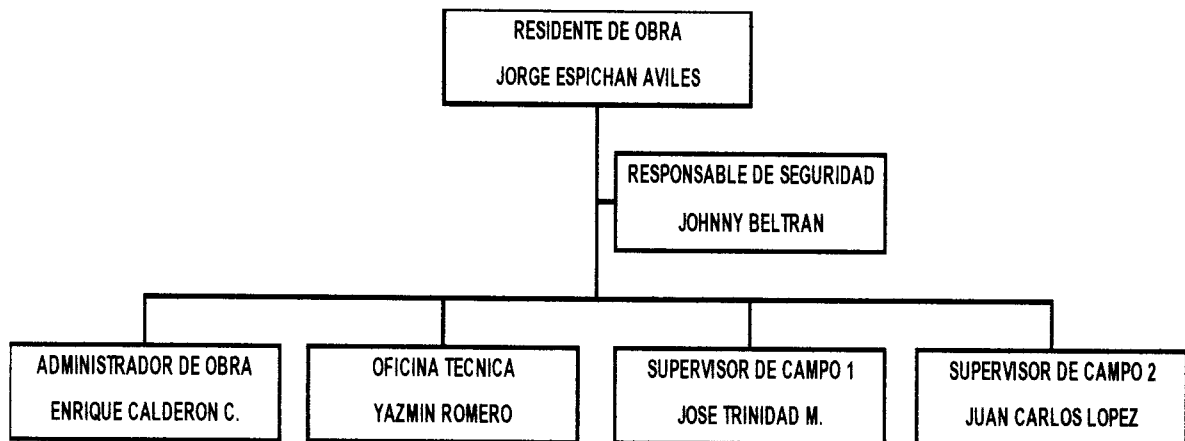 RESIDENTE DE OBRA
JORGE ESPICHAN AVILES
RESPONSABLE DE SEGURIDAD
JOHNNY BELTRAN
ADMINISTRADOR DE OBRA
ENRIQUE CALDERON C.
OFICINA TECNICA
YAZMIN ROMERO
SUPERVISOR DE CAMPO 1
JOSE TRINIDAD M.
SUPERVISOR DE CAMPO 2
JUAN CARLOS LOPEZ